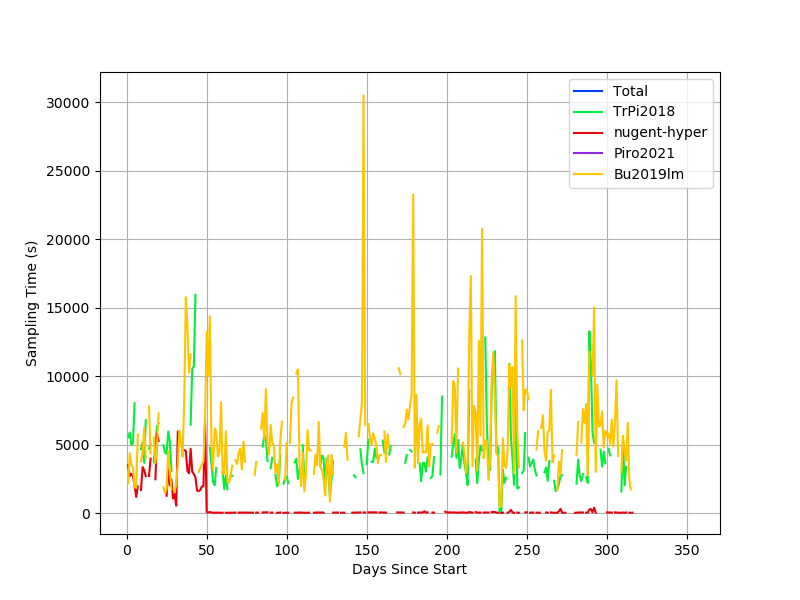 30000
25000
20000
15000
10000
5000
0
Sampling Time (s)
Total
TrPi2018
nugent-hyper
Piro2021
Bu2019lm
0 50 100 150 200 250 300 350
Days Since Start